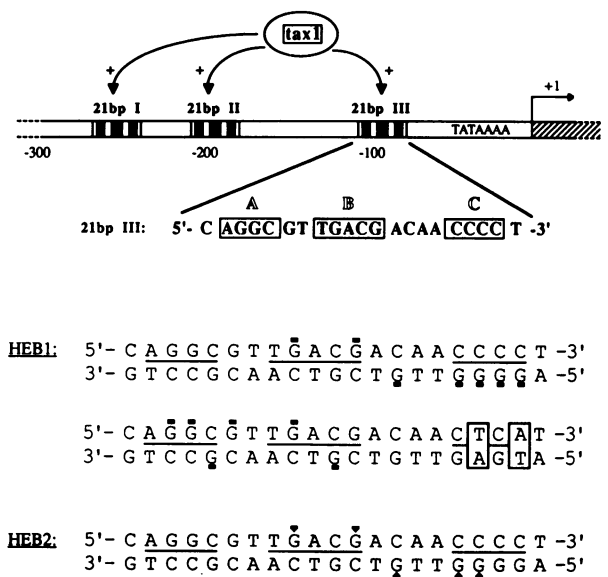 tax1
+ + +
21bp I 21bp II 21bp III +1
TATAAAA
-300 -200 -100
A B C
21bp III: 5'- C AGGC GT TGACG ACAA CCCC T -3'
HEB1: 5'- C A G G C G T T G A C G A C A A C C C C T -3'
3'- G T C C G C A A C T G C T G T T G G G G A -5'
5'- C A G G C G T T G A C G A C A A C T C A T -3'
3'- G T C C G C A A C T G C T G T T G A G T A -5'
HEB2: 5'- C A G G C G T T G A C G A C A A C C C C T -3'
3'- G T C C G C A A C T G C T G T T G G G G A -5'